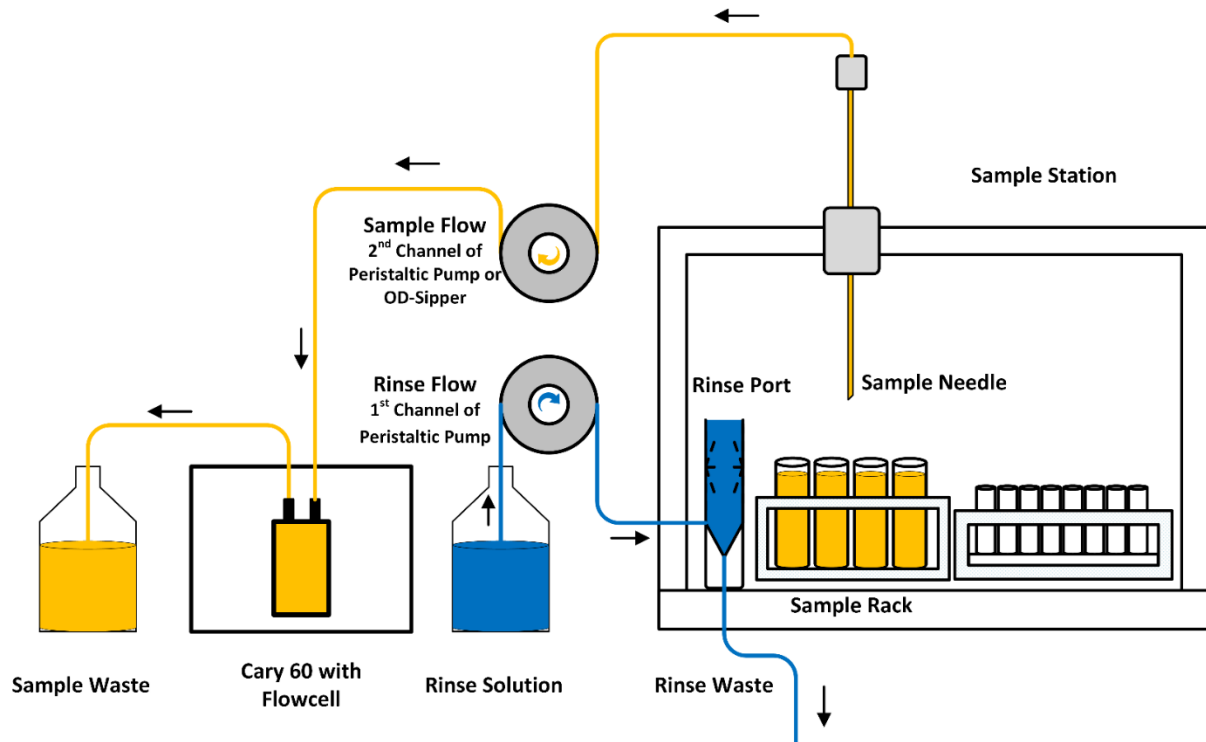 Sample Station
Sample Flow
2nd Channel of
Peristaltic Pump or
OD-Sipper
Rinse Flow
1st Channel of
Peristaltic Pump
Rinse Port
Sample Needle
Sample Rack
Sample Waste
Cary 60 with
Flowcell
Rinse Solution
Rinse Waste